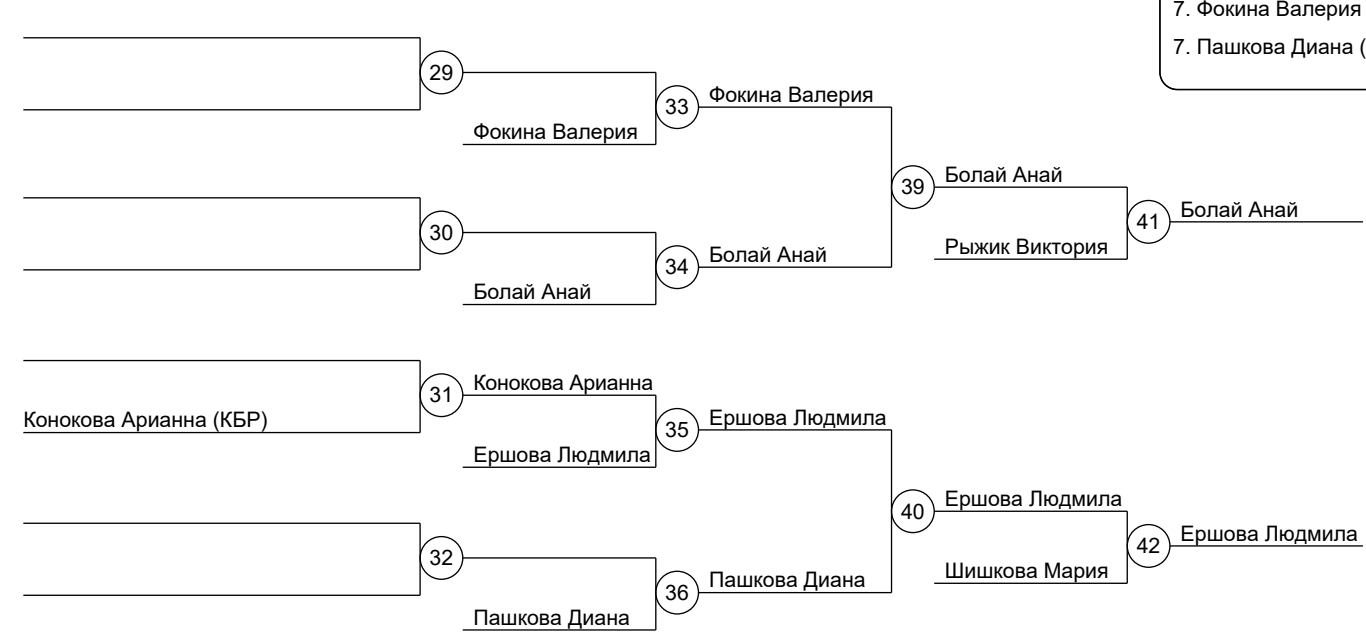 7. Фокина Валерия
7. Пашкова Диана (
29
33
Фокина Валерия
Фокина Валерия
39
Болай Анай
41
Болай Анай
30
34
Болай Анай
Рыжик Виктория
Болай Анай
31
Конокова Арианна
Конокова Арианна (КБР)
35
Ершова Людмила
Ершова Людмила
40
Ершова Людмила
42
Ершова Людмила
32
36
Пашкова Диана
Шишкова Мария
Пашкова Диана